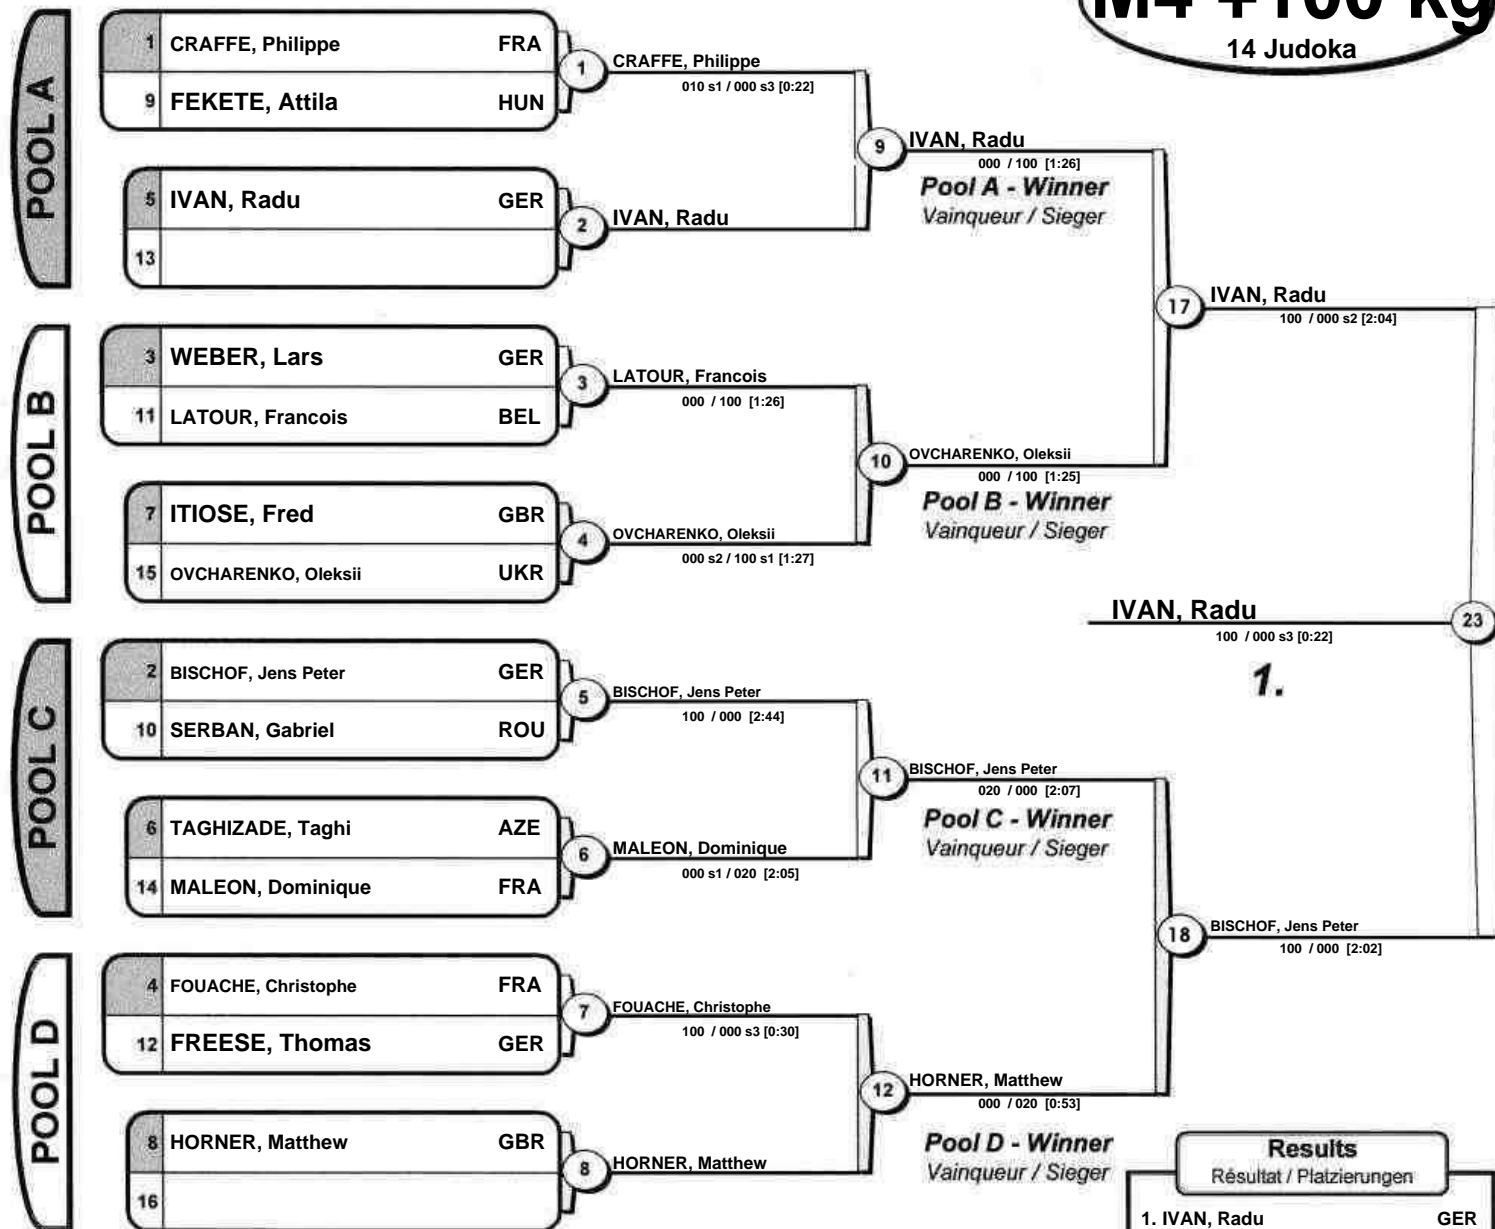 M4 +100 kg
14 Judoka
POOL A
1 CRAFFE, Philippe FRA
9 FEKETE, Attila HUN
1
CRAFFE, Philippe
010 s1 / 000 s3 [0:22]
5 IVAN, Radu GER
13
2
IVAN, Radu
9
IVAN, Radu
000 / 100 [1:26]
Pool A - Winner
Vainqueur / Sieger
POOL B
3 WEBER, Lars GER
11 LATOUR, Francois BEL
3
LATOUR, Francois
000 / 100 [1:26]
7 ITIOSE, Fred GBR
15 OVCHARENKO, Oleksii UKR
4
OVCHARENKO, Oleksii
000 s2 / 100 s1 [1:27]
10
OVCHARENKO, Oleksii
000 / 100 [1:25]
Pool B - Winner
Vainqueur / Sieger
17
IVAN, Radu
100 / 000 s2 [2:04]
IVAN, Radu
100 / 000 s3 [0:22]
1.
23
POOL C
2 BISCHOF, Jens Peter GER
10 SERBAN, Gabriel ROU
5
BISCHOF, Jens Peter
100 / 000 [2:44]
6 TAGHIZADE, Taghi AZE
14 MALEON, Dominique FRA
6
MALEON, Dominique
000 s1 / 020 [2:05]
11
BISCHOF, Jens Peter
020 / 000 [2:07]
Pool C - Winner
Vainqueur / Sieger
18
BISCHOF, Jens Peter
100 / 000 [2:02]
POOL D
4 FOUACHE, Christophe FRA
12 FREESE, Thomas GER
7
FOUACHE, Christophe
100 / 000 s3 [0:30]
8 HORNER, Matthew GBR
16
8
HORNER, Matthew
12
HORNER, Matthew
000 / 020 [0:53]
Pool D - Winner
Vainqueur / Sieger
Results
Résultat / Platzierungen
1. IVAN, Radu GER